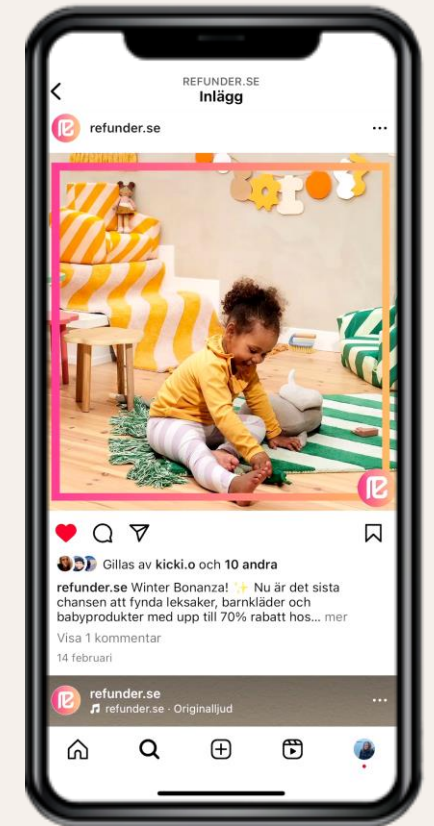 REFUNDER.SE
Inlägg
refunder.se
Gillas av kicki.o och 10 andra
refunder.se Winter Bonanza! ✨ Nu är det sista
chansen att fynda leksaker, barnkläder och
babyprodukter med upp till 70% rabatt hos... mer
Visa 1 kommentar
14 februari
refunder.se
refunder.se · Originalljud